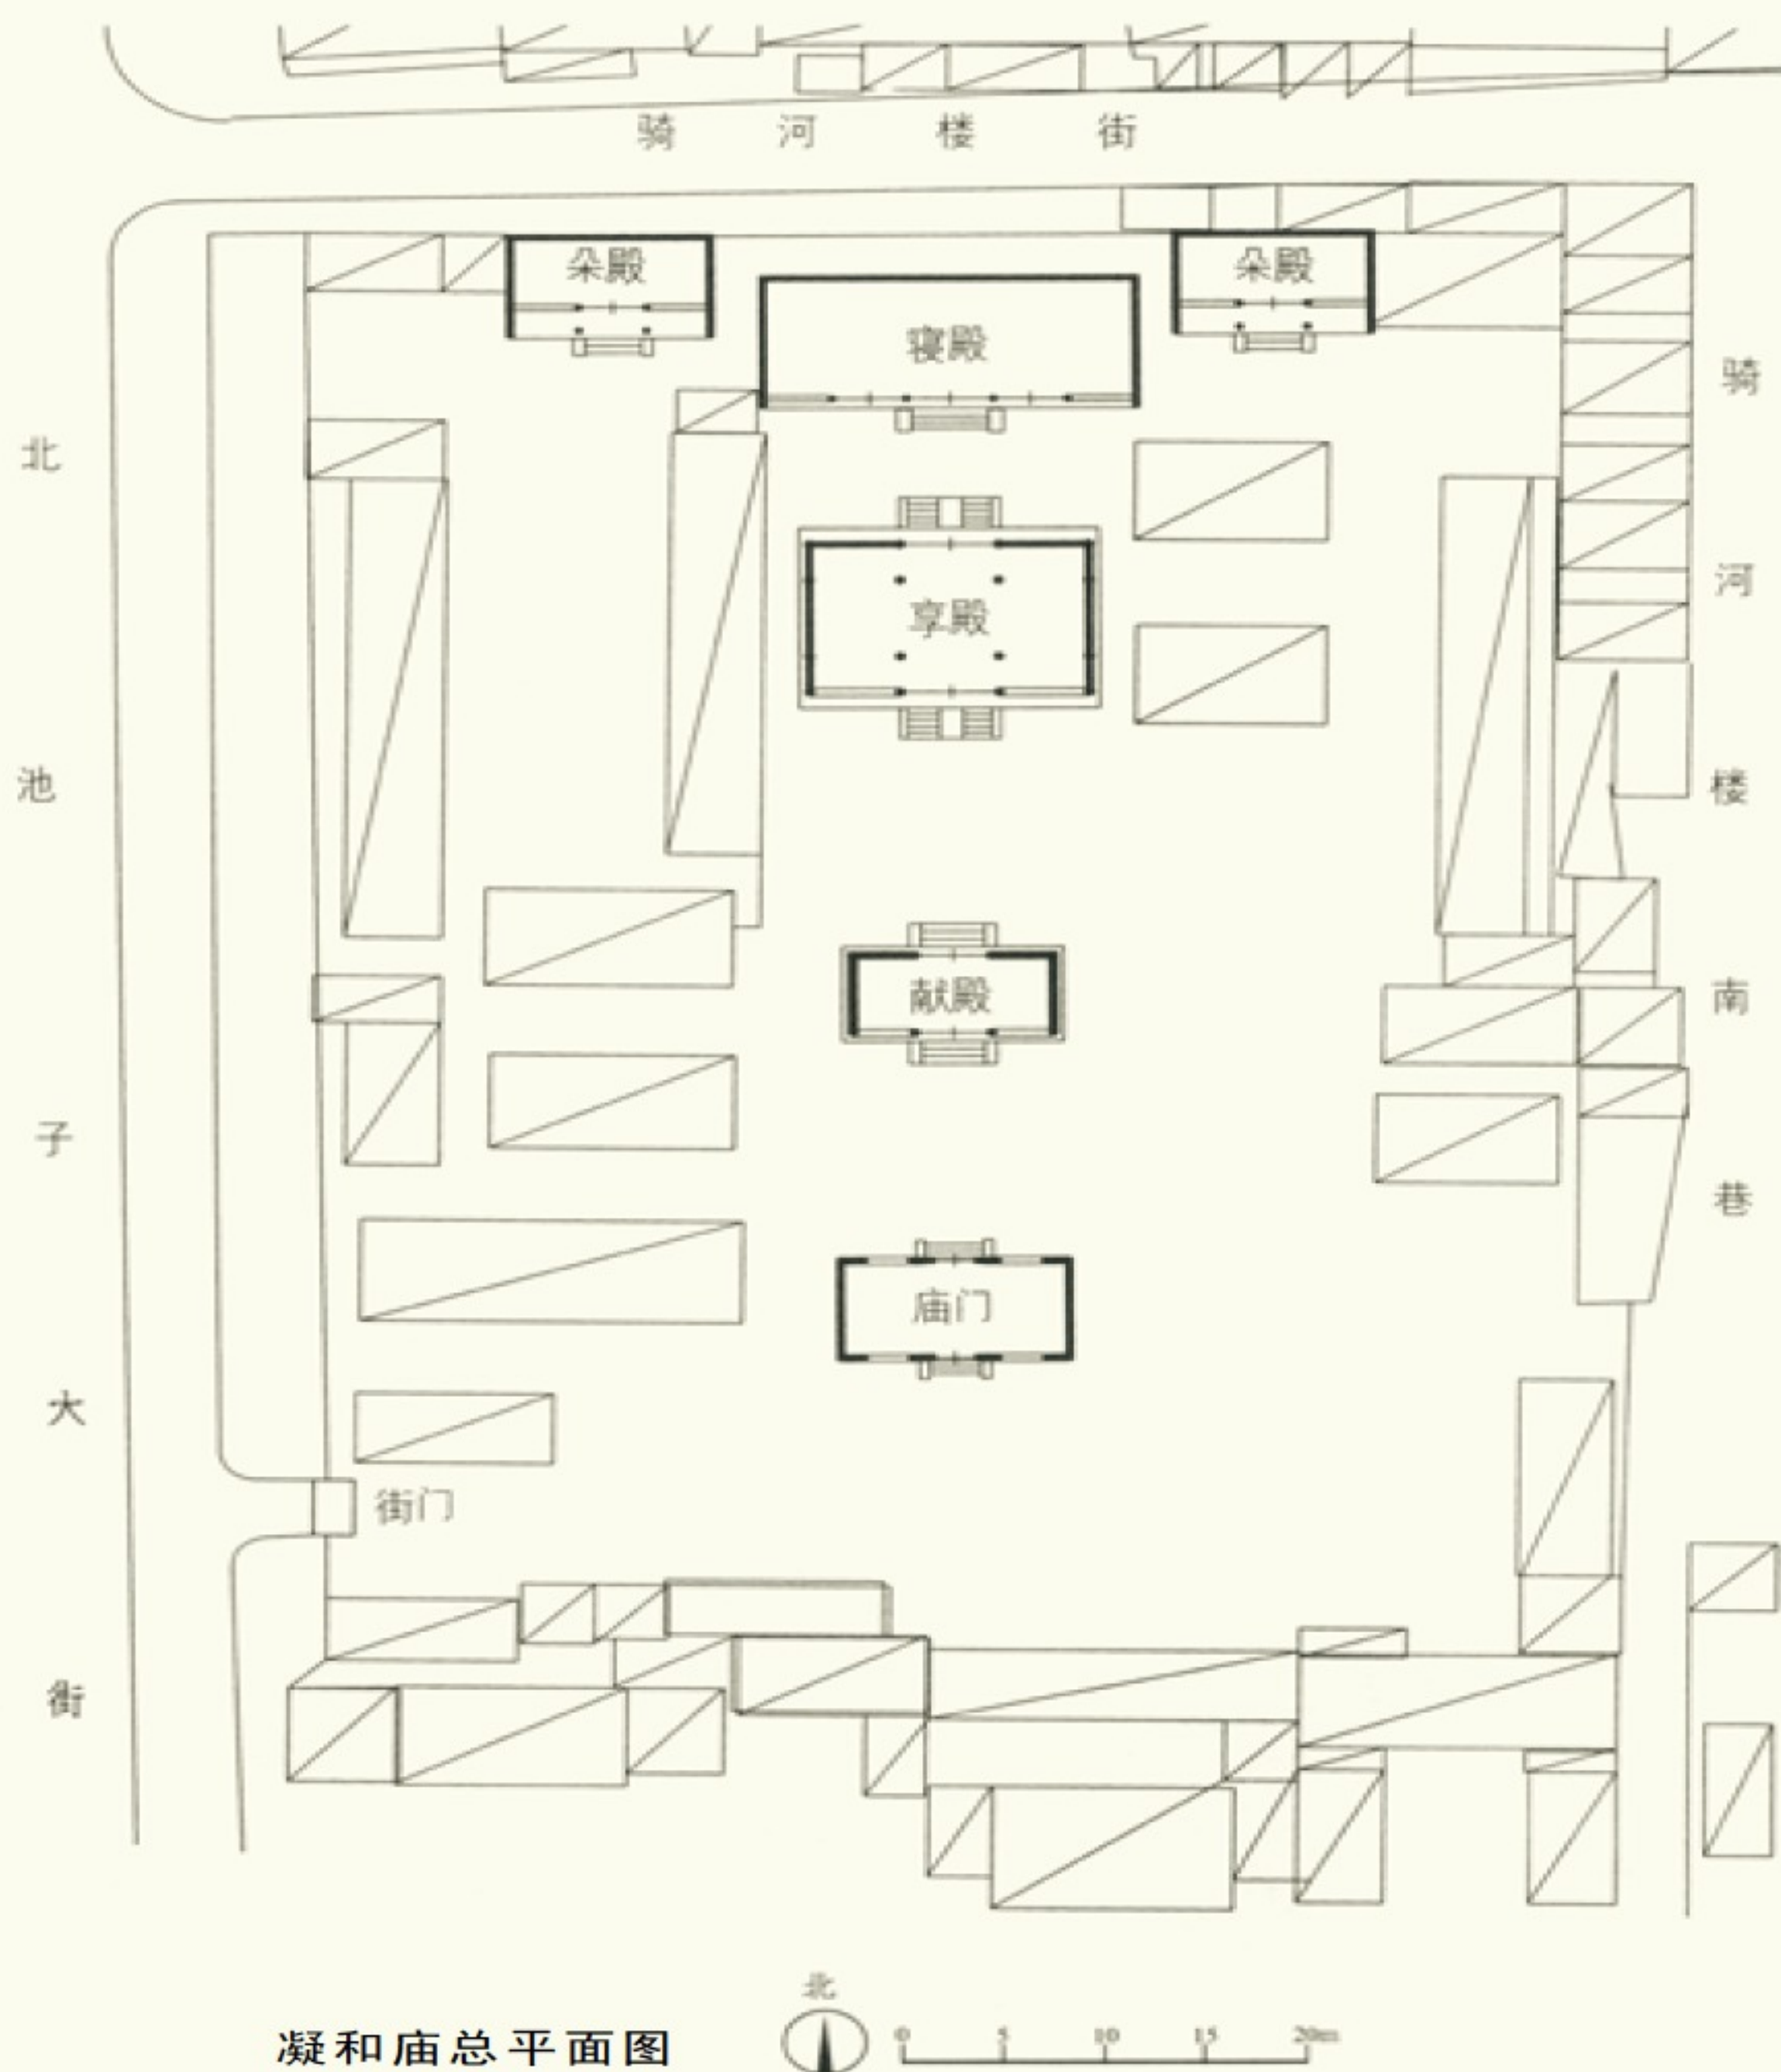 骑河楼街
朵殿
朵殿
寝殿
享殿
献殿
庙门
街门
北池子大街
骑河楼南巷
北
凝和庙总平面图
0 5 10 15 20m